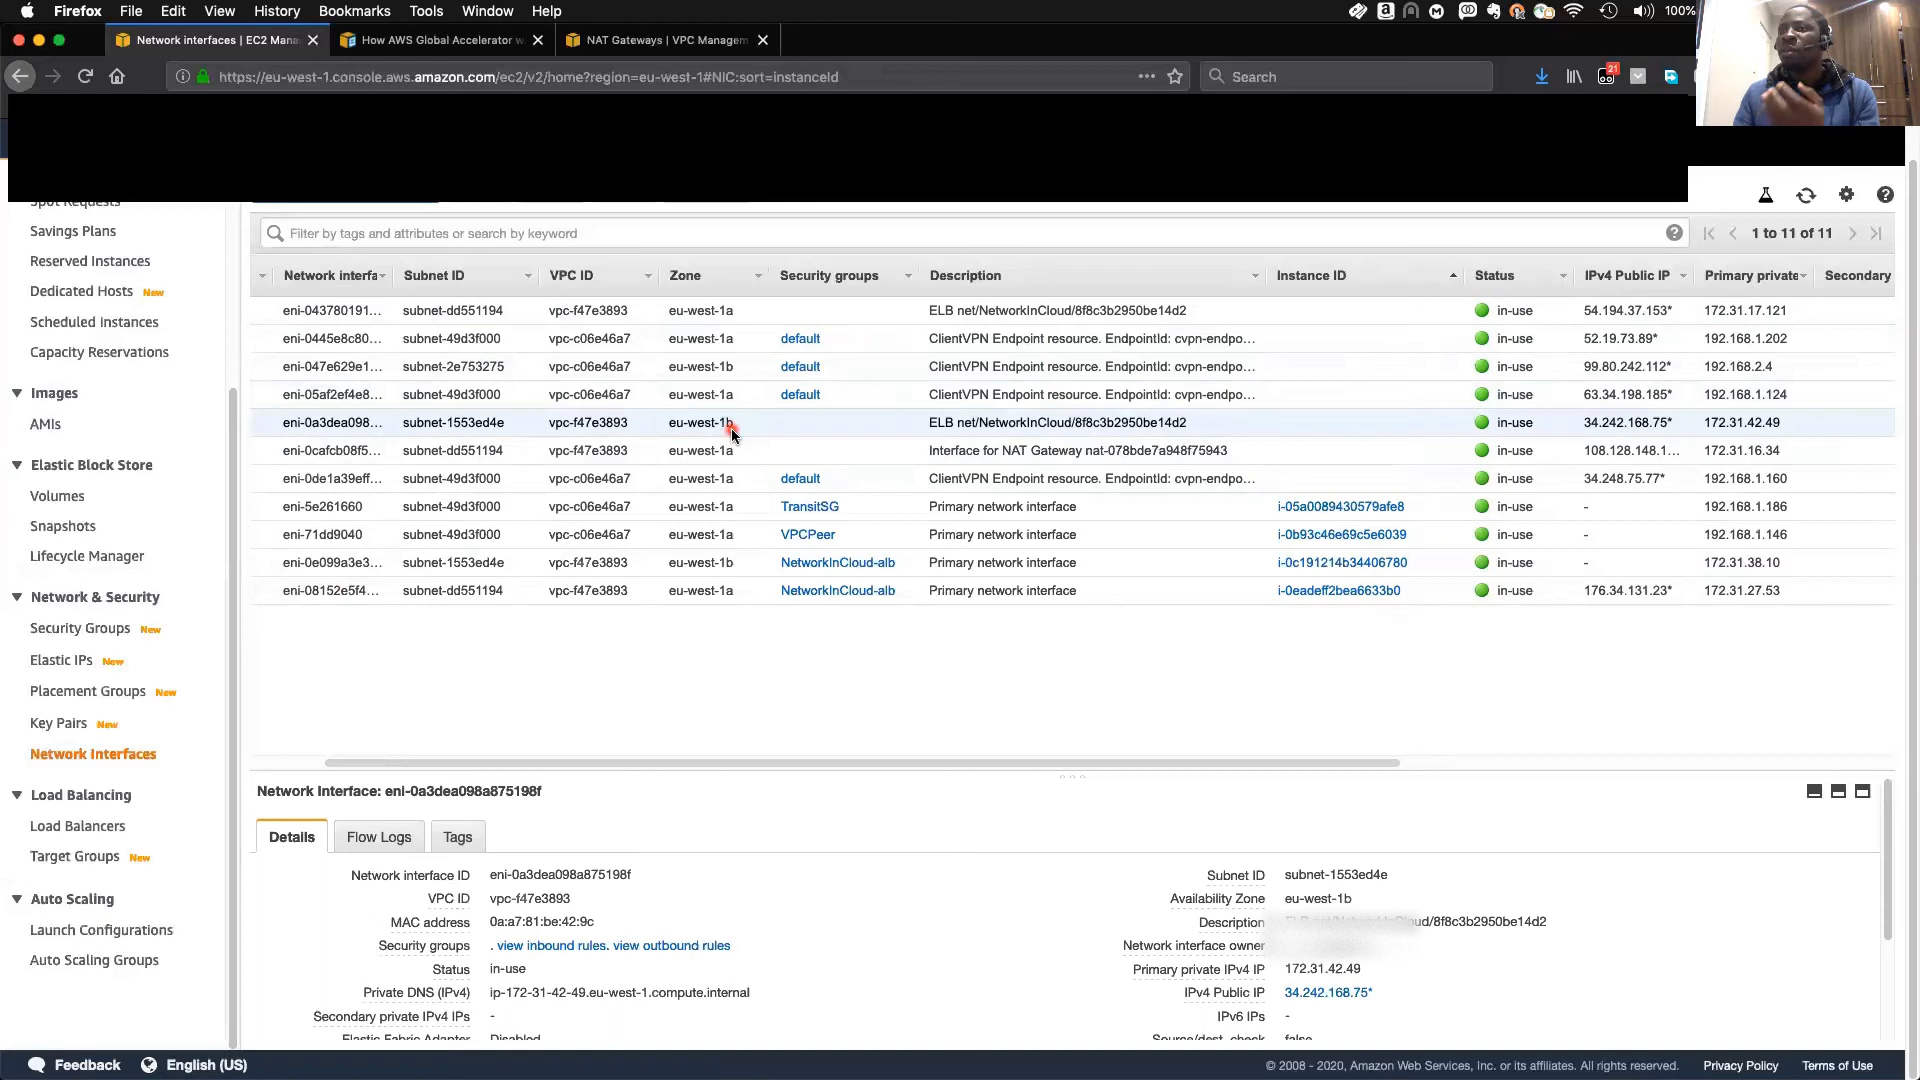 Firefox File Edit View History Bookmarks Tools Window Help 100%
Network interfaces | EC2 Mana How AWS Global Accelerator w NAT Gateways | VPC Managem
https://eu-west-1.console.aws.amazon.com/ec2/v2/home?region=eu-west-1#NIC:sort=instanceId Search 21
Spot Requests
Savings Plans
Reserved Instances
Dedicated Hosts New
Scheduled Instances
Capacity Reservations
Images
AMIs
Elastic Block Store
Volumes
Snapshots
Lifecycle Manager
Network & Security
Security Groups New
Elastic IPs New
Placement Groups New
Key Pairs New
Network Interfaces
Load Balancing
Load Balancers
Target Groups New
Auto Scaling
Launch Configurations
Auto Scaling Groups
Filter by tags and attributes or search by keyword 1 to 11 of 11
Network interfa Subnet ID VPC ID Zone Security groups Description Instance ID Status IPv4 Public IP Primary private Secondary
eni-043780191... subnet-dd551194 vpc-f47e3893 eu-west-1a ELB net/NetworkInCloud/8f8c3b2950be14d2 in-use 54.194.37.153* 172.31.17.121
eni-0445e8c80... subnet-49d3f000 vpc-c06e46a7 eu-west-1a default ClientVPN Endpoint resource. EndpointId: cvpn-endpo... in-use 52.19.73.89* 192.168.1.202
eni-047e629e1... subnet-2e753275 vpc-c06e46a7 eu-west-1b default ClientVPN Endpoint resource. EndpointId: cvpn-endpo... in-use 99.80.242.112* 192.168.2.4
eni-05af2ef4e8... subnet-49d3f000 vpc-c06e46a7 eu-west-1a default ClientVPN Endpoint resource. EndpointId: cvpn-endpo... in-use 63.34.198.185* 192.168.1.124
eni-0a3dea098... subnet-1553ed4e vpc-f47e3893 eu-west-1b ELB net/NetworkInCloud/8f8c3b2950be14d2 in-use 34.242.168.75* 172.31.42.49
eni-0cafcb08f5... subnet-dd551194 vpc-f47e3893 eu-west-1a Interface for NAT Gateway nat-078bde7a948f75943 in-use 108.128.148.1... 172.31.16.34
eni-0de1a39eff... subnet-49d3f000 vpc-c06e46a7 eu-west-1a default ClientVPN Endpoint resource. EndpointId: cvpn-endpo... in-use 34.248.75.77* 192.168.1.160
eni-5e261660 subnet-49d3f000 vpc-c06e46a7 eu-west-1a TransitSG Primary network interface i-05a0089430579afe8 in-use - 192.168.1.186
eni-71dd9040 subnet-49d3f000 vpc-c06e46a7 eu-west-1a VPCPeer Primary network interface i-0b93c46e69c5e6039 in-use - 192.168.1.146
eni-0e099a3e3... subnet-1553ed4e vpc-f47e3893 eu-west-1b NetworkInCloud-alb Primary network interface i-0c191214b34406780 in-use - 172.31.38.10
eni-08152e5f4... subnet-dd551194 vpc-f47e3893 eu-west-1a NetworkInCloud-alb Primary network interface i-0eadeff2bea6633b0 in-use 176.34.131.23* 172.31.27.53
Network Interface: eni-0a3dea098a875198f
Details Flow Logs Tags
Network interface ID eni-0a3dea098a875198f Subnet ID subnet-1553ed4e
VPC ID vpc-f47e3893 Availability Zone eu-west-1b
MAC address 0a:a7:81:be:42:9c Description ud/8f8c3b2950be14d2
Security groups . view inbound rules. view outbound rules Network interface owner
Status in-use Primary private IPv4 IP 172.31.42.49
Private DNS (IPv4) ip-172-31-42-49.eu-west-1.compute.internal IPv4 Public IP 34.242.168.75*
Secondary private IPv4 IPs - IPv6 IPs -
Elastic Fabric Adapter Disabled Source/dest. check false
Feedback English (US) © 2008 - 2020, Amazon Web Services, Inc. or its affiliates. All rights reserved. Privacy Policy Terms of Use